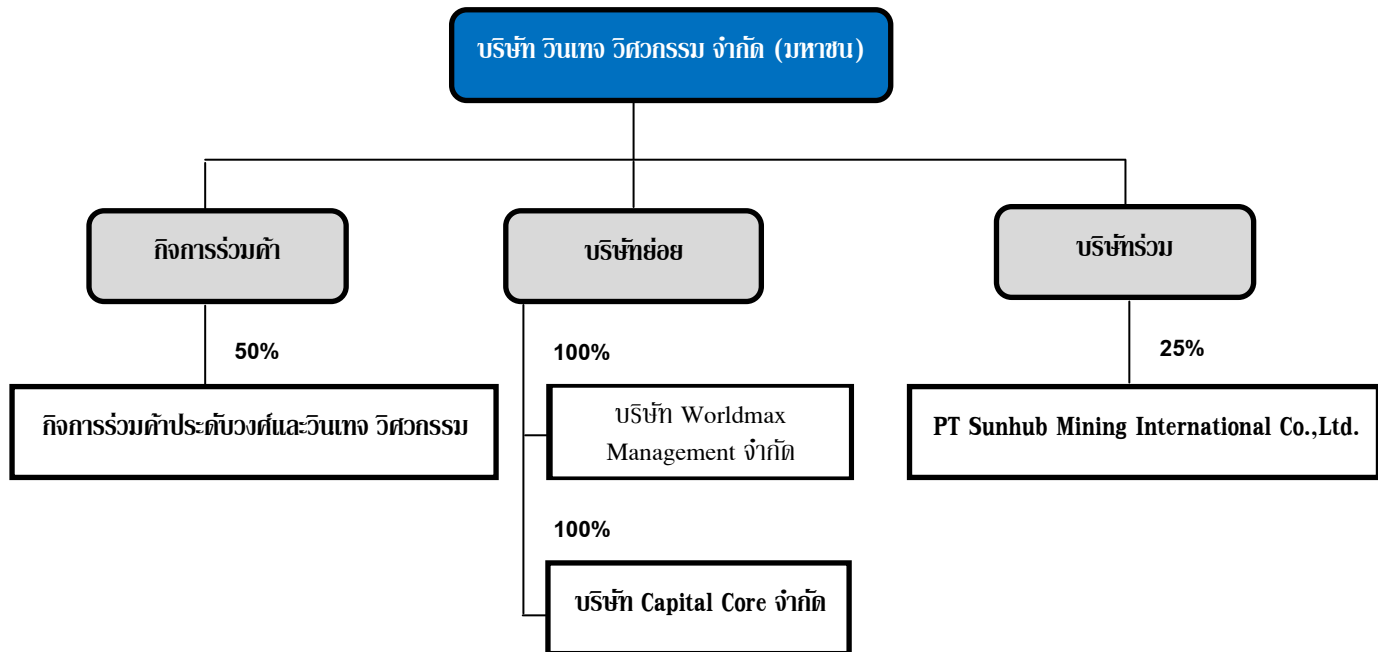 บริษัท วินเทจ วิศวกรรม จำกัด (มหาชน)
กิจการร่วมค้า
บริษัทย่อย
บริษัทร่วม
50%
100%
25%
กิจการร่วมค้าประดับวงศ์และวินเทจ วิศวกรรม
บริษัท Worldmax
Management จำกัด
PT Sunhub Mining International Co.,Ltd.
100%
บริษัท Capital Core จำกัด